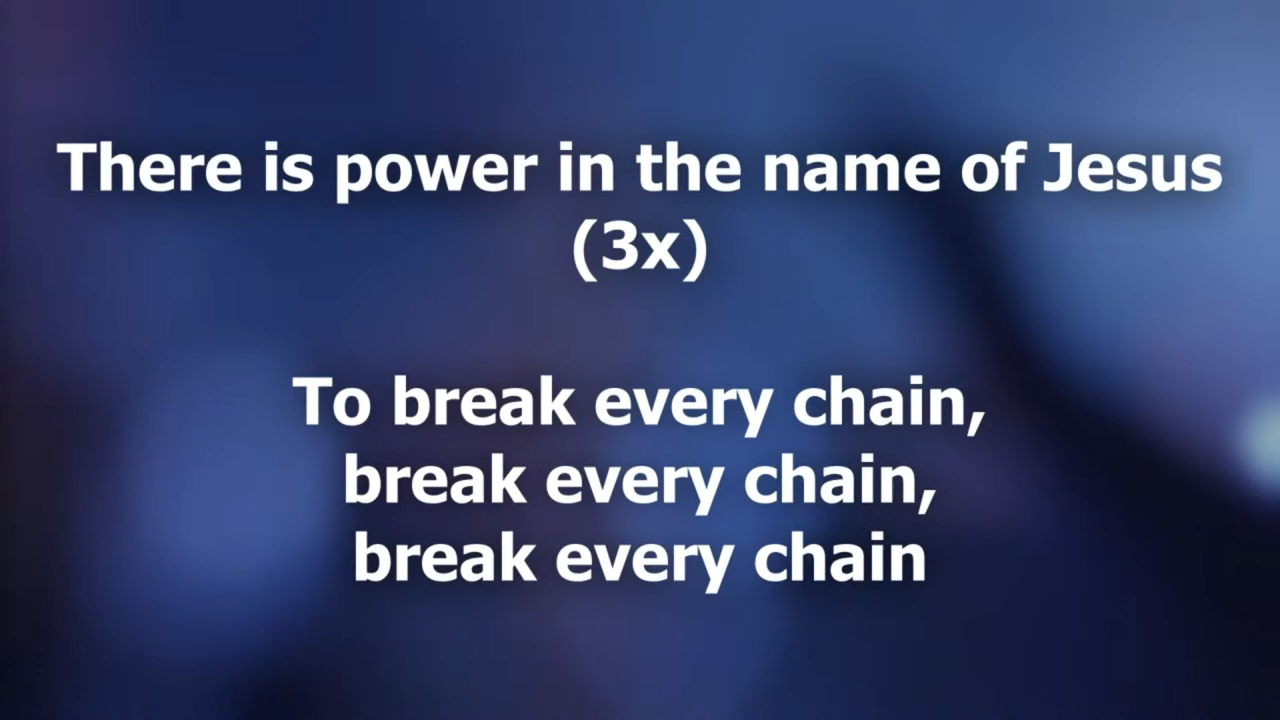 There is power in the name of Jesus
(3x)
To break every chain,
break every chain,
break every chain